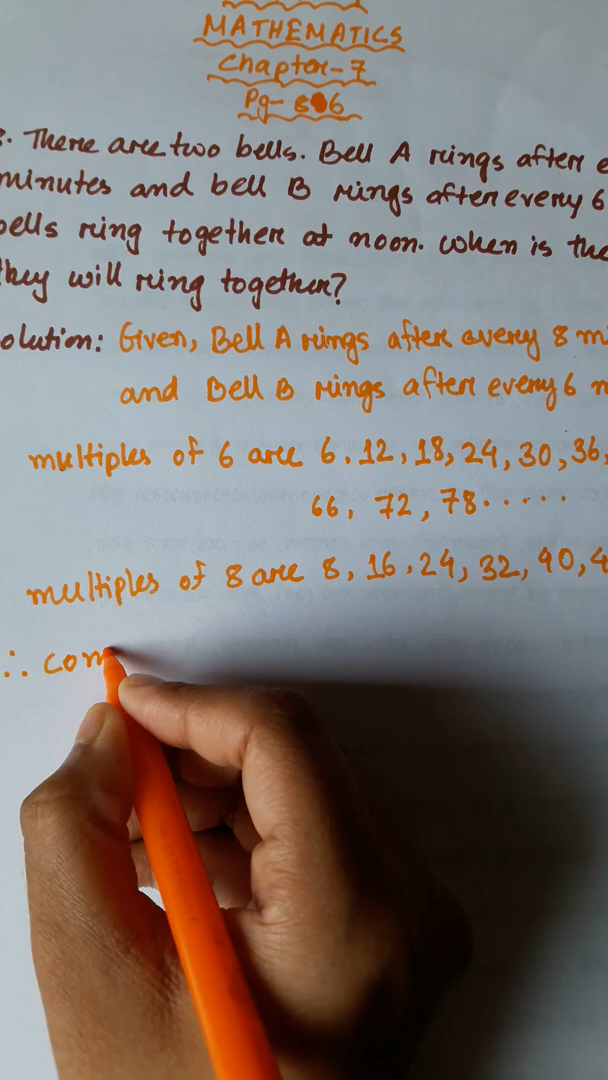 MATHEMATICS
Chapter-7
Pg- 86
There are two bells. Bell A rings after
minutes and bell B rings after every 6
bells ring together at noon. When is the
they will ring together?
olution: Given, Bell A rings after every 8 m
and Bell B rings after every 6 m
multiples of 6 are 6, 12, 18, 24, 30, 36,
66, 72, 78.....
multiples of 8 are 8, 16, 24, 32, 40, 4
∴ com